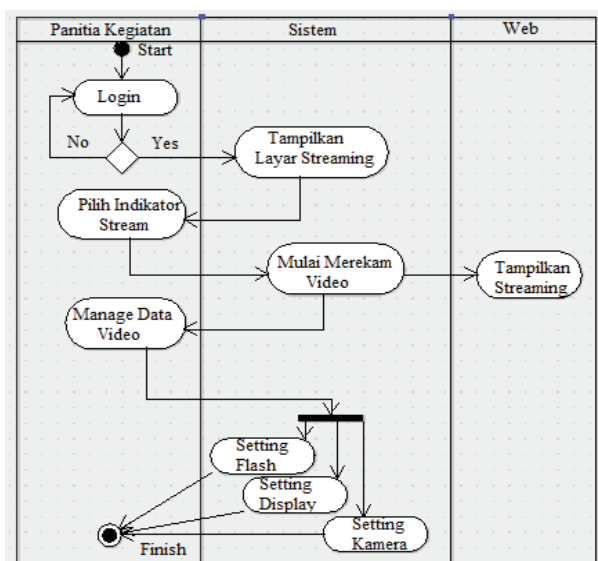 Panitia Kegiatan
Sistem
Web
Start
Login
No
Yes
Tampilkan
Layar Streaming
Pilih Indikator
Stream
Mulai Merekam
Video
Tampilkan
Streaming
Manage Data
Video
Setting
Flash
Setting
Display
Setting
Kamera
Finish